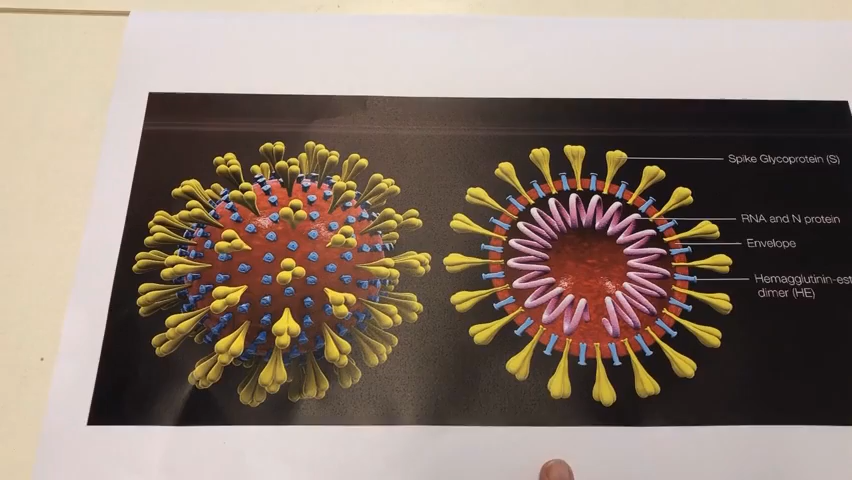 Spike Glycoprotein (S)
RNA and N protein
Envelope
Hemagglutinin-est
dimer (HE)